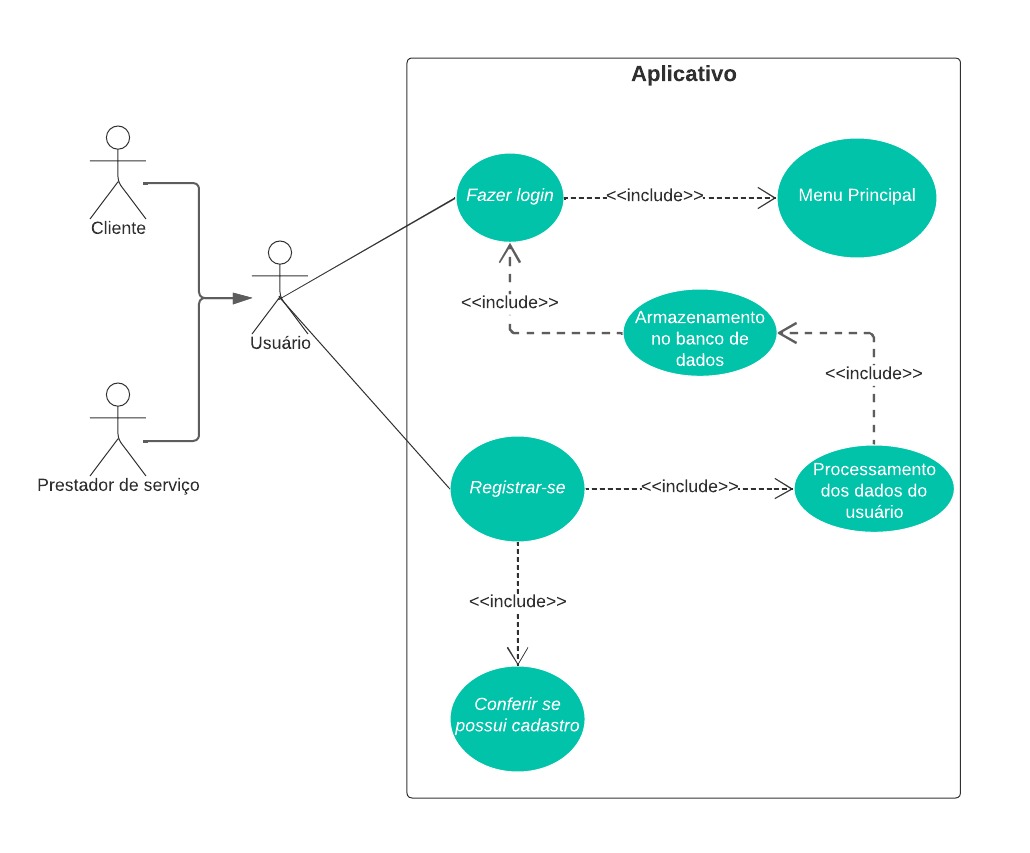 Aplicativo
Cliente
Fazer login
<<include>>
Menu Principal
<<include>>
Armazenamento
no banco de
dados
Usuário
<<include>>
Prestador de serviço
Registrar-se
<<include>>
Processamento
dos dados do
usuário
<<include>>
Conferir se
possui cadastro